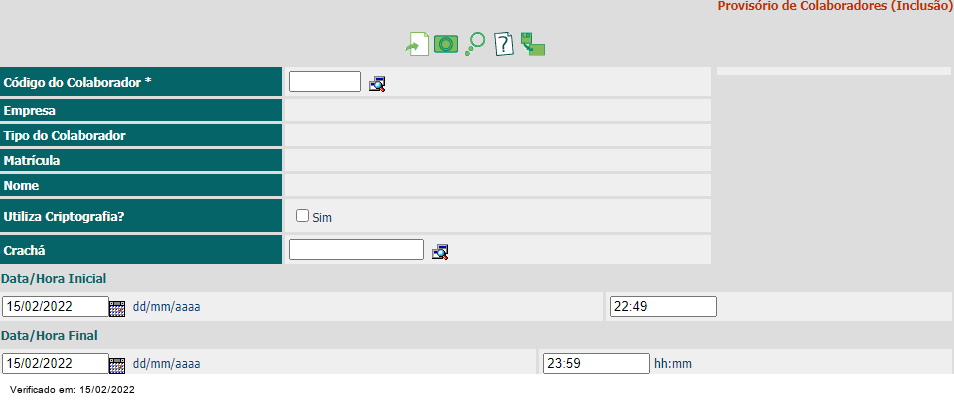 Provisório de Colaboradores (Inclusão)
Código do Colaborador *
Empresa
Tipo do Colaborador
Matrícula
Nome
Utiliza Criptografia? Sim
Crachá
Data/Hora Inicial
15/02/2022 dd/mm/aaaa 22:49
Data/Hora Final
15/02/2022 dd/mm/aaaa 23:59 hh:mm
Verificado em: 15/02/2022